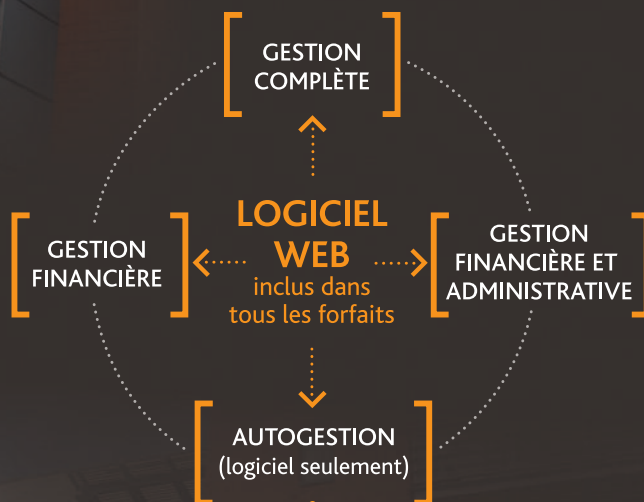 GESTION
COMPLÈTE
LOGICIEL
WEB
inclus dans
tous les forfaits
GESTION
FINANCIÈRE
GESTION
FINANCIÈRE ET
ADMINISTRATIVE
AUTOGESTION
(logiciel seulement)